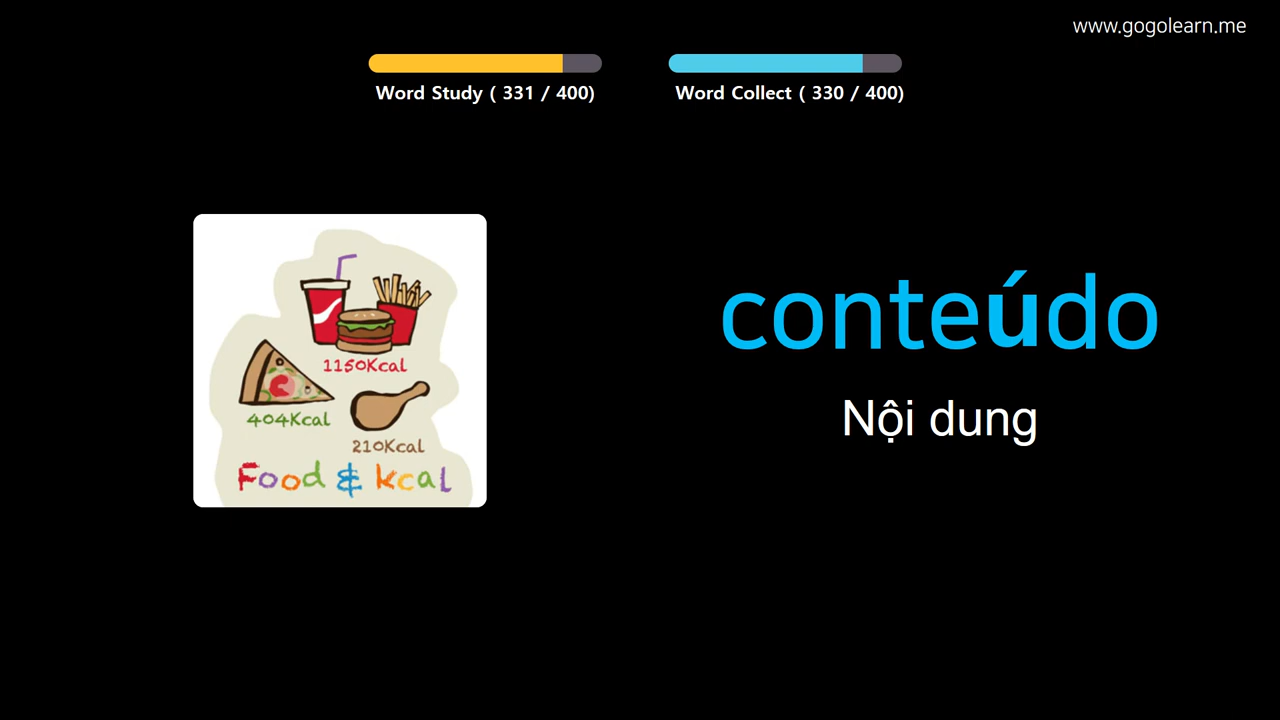 www.gogolearn.me
Word Study ( 331 / 400)
Word Collect ( 330 / 400)
1150Kcal
404Kcal
210Kcal
Food & kcal
conteúdo
Nội dung